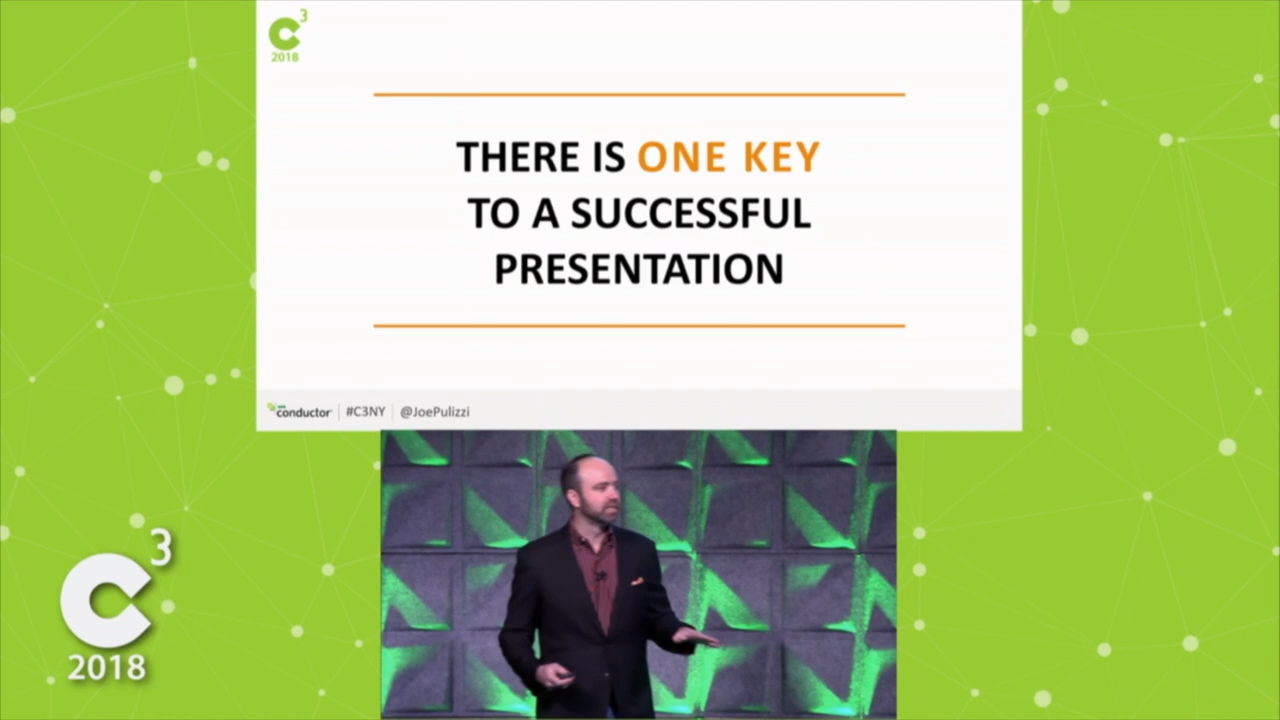 C3
2018
THERE IS ONE KEY
TO A SUCCESSFUL
PRESENTATION
conductor | #C3NY | @JoePulizzi
C3
2018